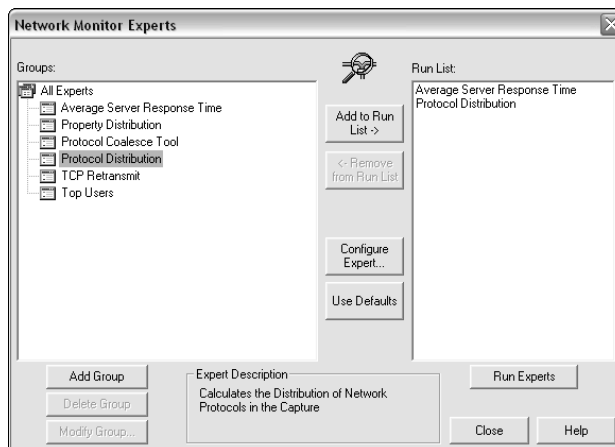 Network Monitor Experts
Groups:
All Experts
Average Server Response Time
Property Distribution
Protocol Coalesce Tool
Protocol Distribution
TCP Retransmit
Top Users
Add to Run
List ->
<- Remove
from Run List
Configure
Expert...
Use Defaults
Run List:
Average Server Response Time
Protocol Distribution
Add Group
Delete Group
Modify Group...
Expert Description
Calculates the Distribution of Network
Protocols in the Capture
Run Experts
Close
Help